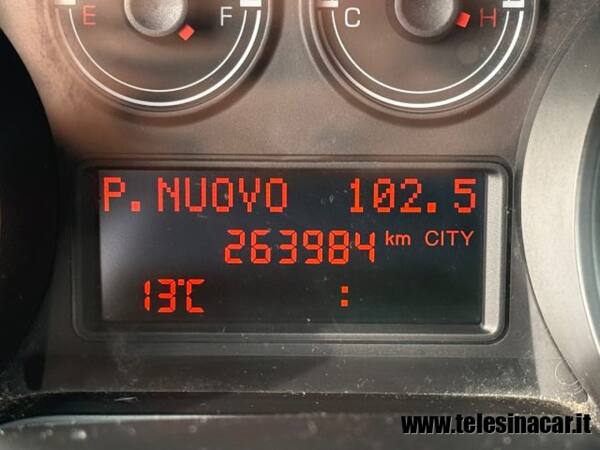 E F C H
P. NUOVO 102.5
263984 km CITY
13°C :
www.telesinacar.it